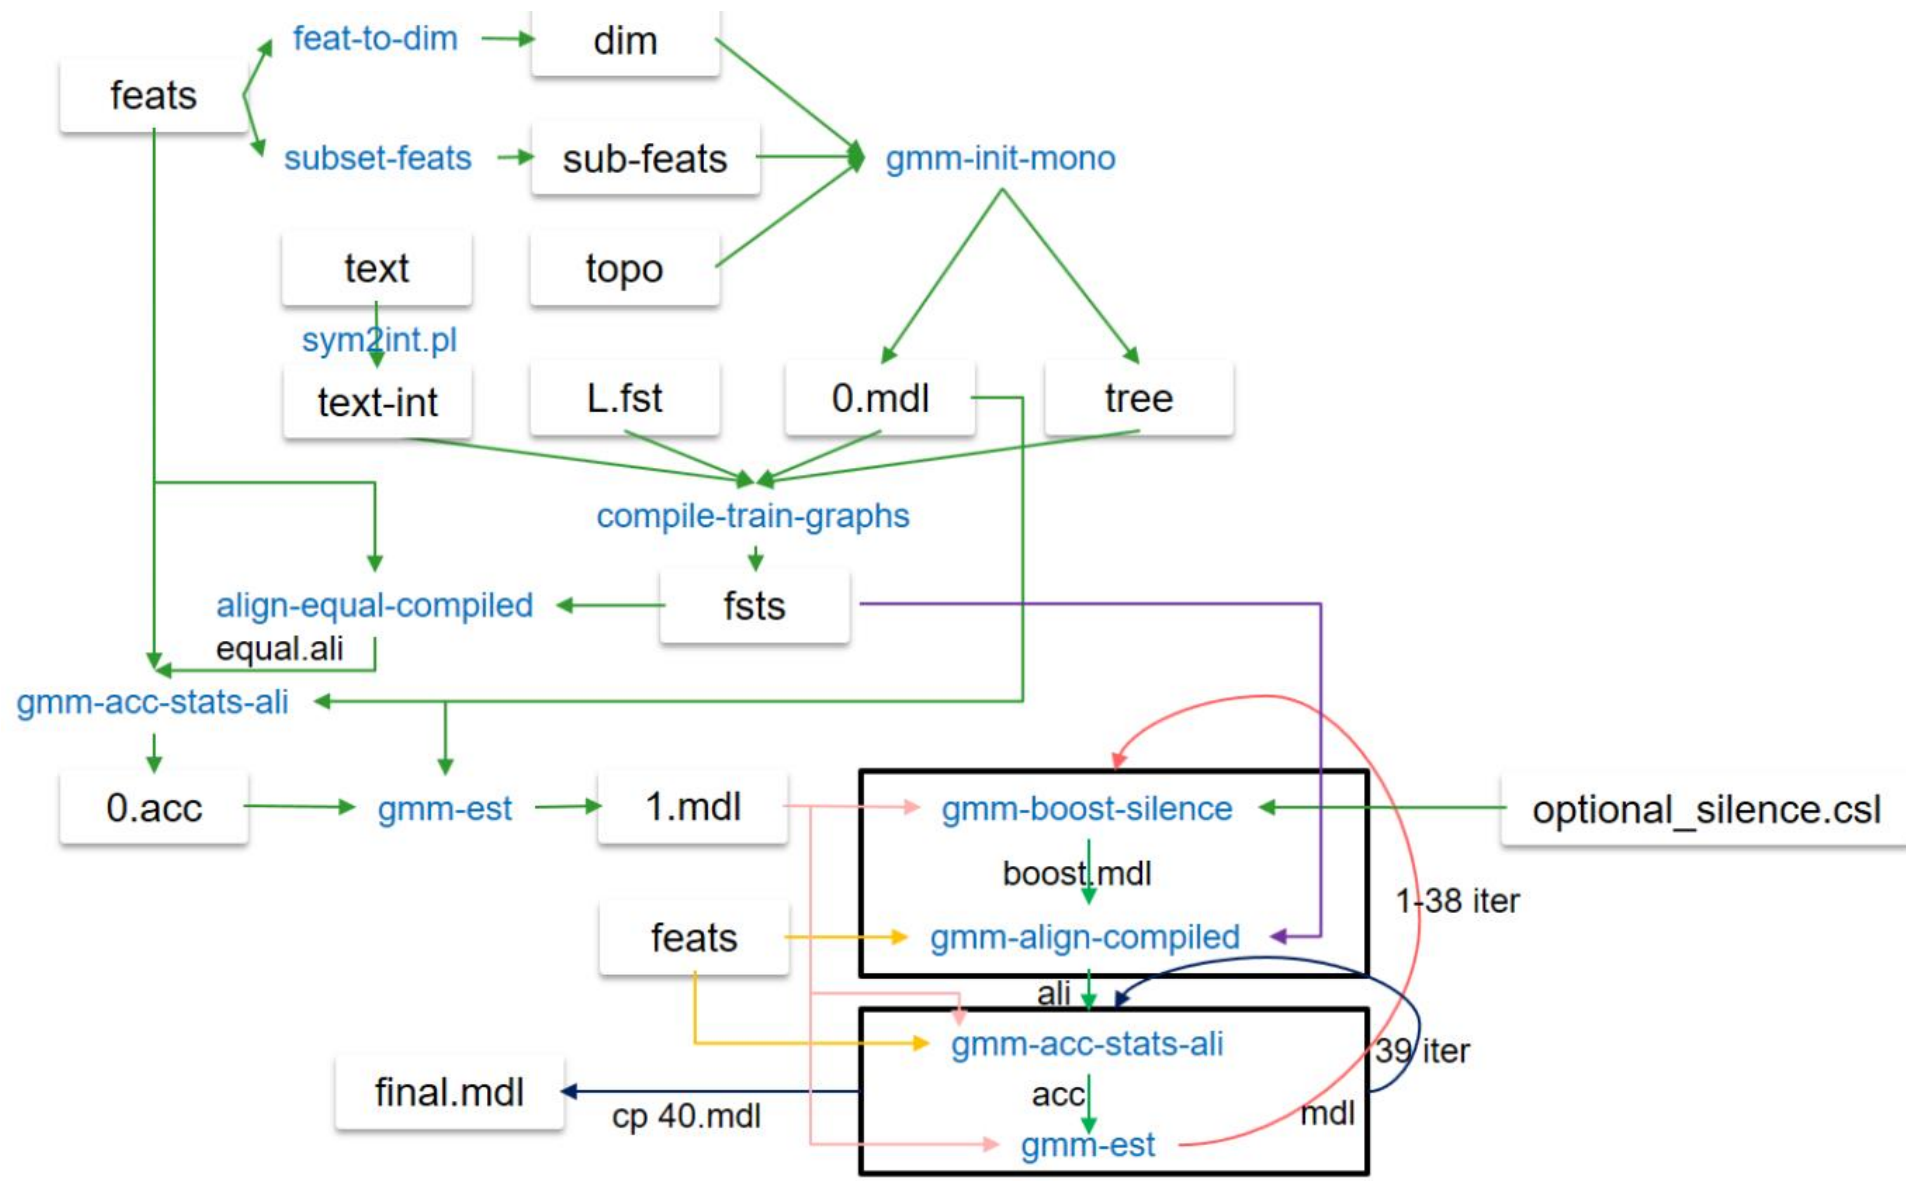 feat-to-dim
dim
feats
subset-feats
sub-feats
gmm-init-mono
text
topo
sym2int.pl
text-int
L.fst
0.mdl
tree
compile-train-graphs
align-equal-compiled
fsts
equal.ali
gmm-acc-stats-ali
0.acc
gmm-est
1.mdl
gmm-boost-silence
optional_silence.csl
boost.mdl
1-38 iter
feats
gmm-align-compiled
ali
gmm-acc-stats-ali
39 iter
final.mdl
cp 40.mdl
acc
mdl
gmm-est